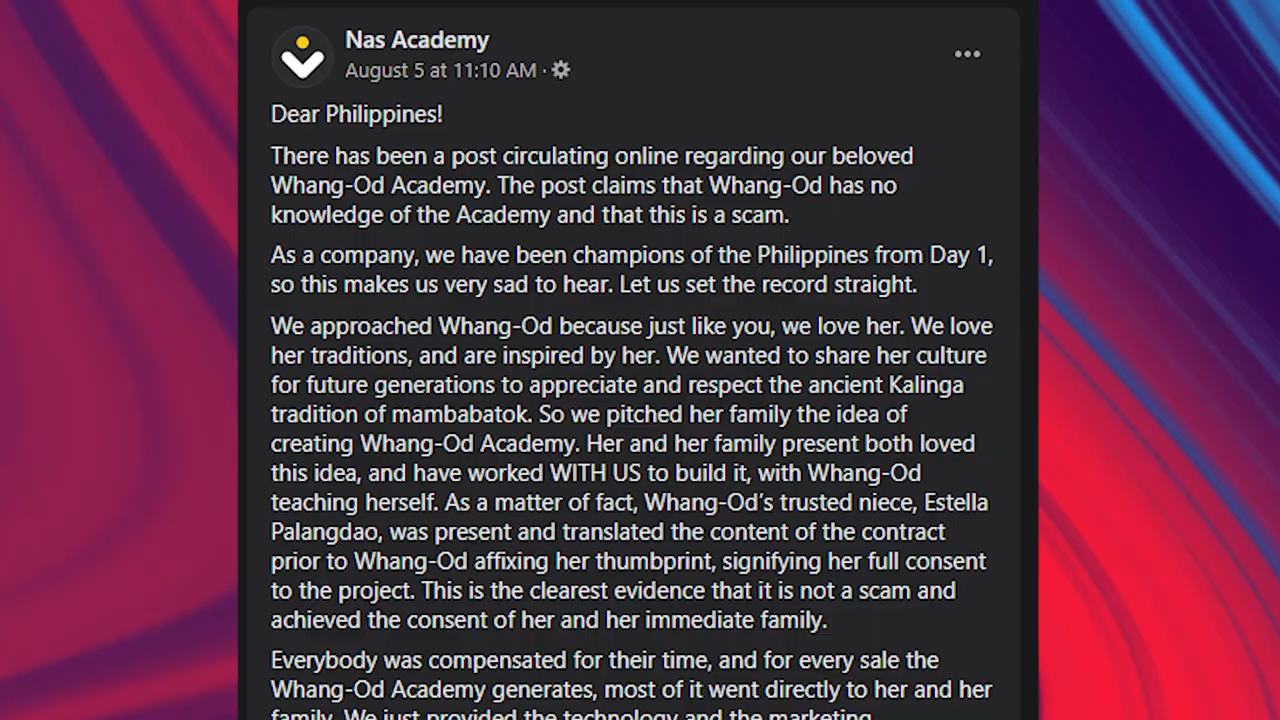 Nas Academy
August 5 at 11:10 AM ·
Dear Philippines!
There has been a post circulating online regarding our beloved
Whang-Od Academy. The post claims that Whang-Od has no
knowledge of the Academy and that this is a scam.
As a company, we have been champions of the Philippines from Day 1,
so this makes us very sad to hear. Let us set the record straight.
We approached Whang-Od because just like you, we love her. We love
her traditions, and are inspired by her. We wanted to share her culture
for future generations to appreciate and respect the ancient Kalinga
tradition of mambabatok. So we pitched her family the idea of
creating Whang-Od Academy. Her and her family present both loved
this idea, and have worked WITH US to build it, with Whang-Od
teaching herself. As a matter of fact, Whang-Od’s trusted niece, Estella
Palangdao, was present and translated the content of the contract
prior to Whang-Od affixing her thumbprint, signifying her full consent
to the project. This is the clearest evidence that it is not a scam and
achieved the consent of her and her immediate family.
Everybody was compensated for their time, and for every sale the
Whang-Od Academy generates, most of it went directly to her and her
family. We just provided the technology and the marketing.